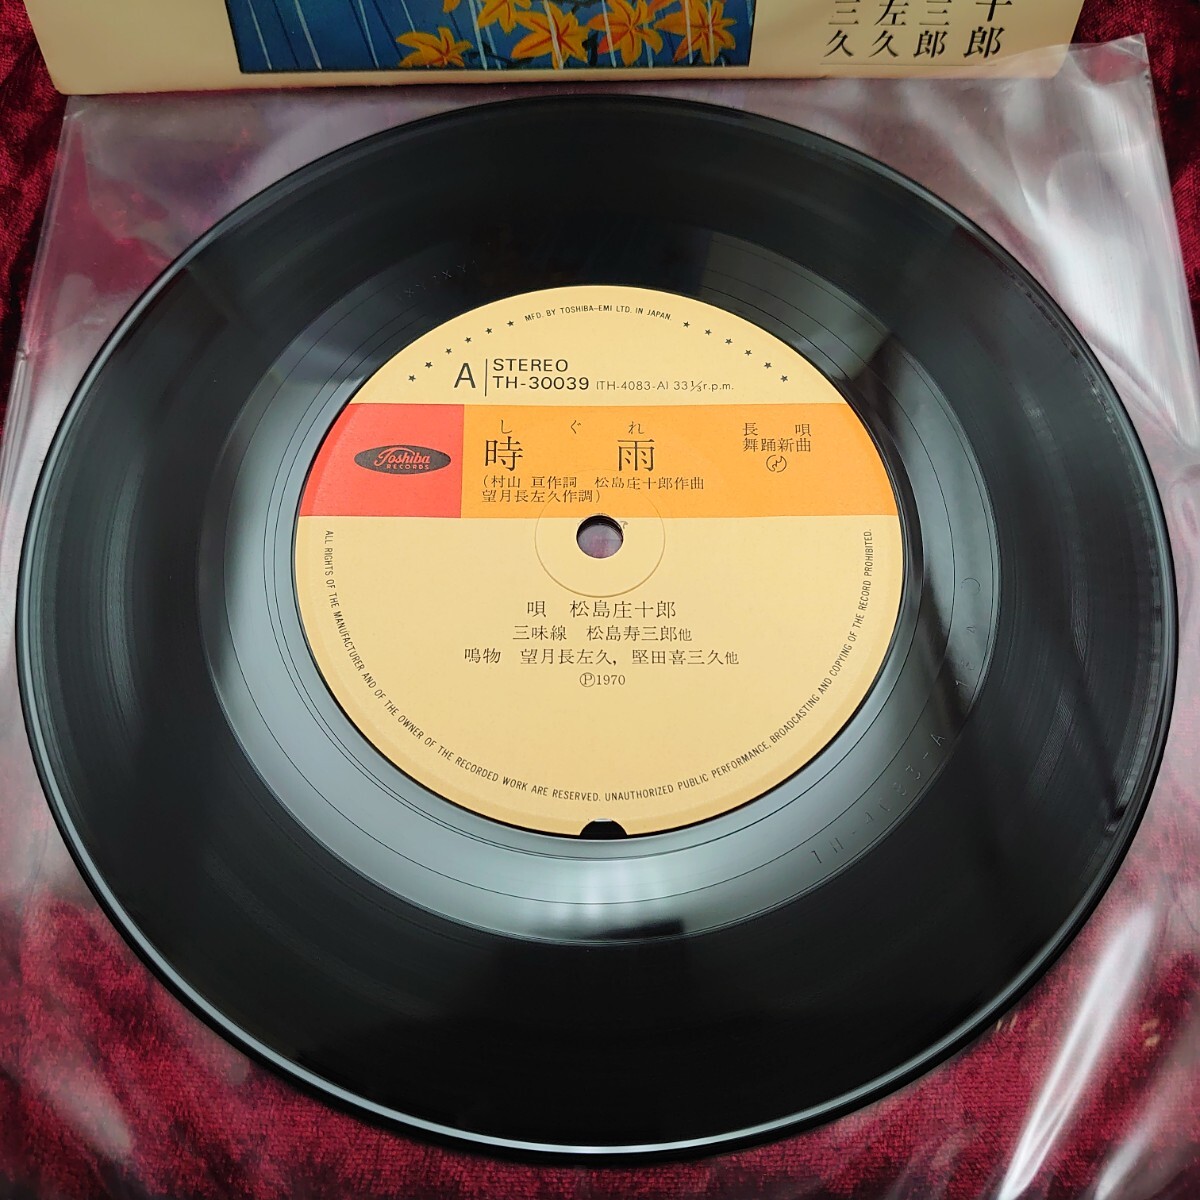 十郎
三郎
左久
三久
MFD. BY TOSHIBA-EMI LTD. IN JAPAN.
A
STEREO
TH-30039 (TH-4083-A) 33⅓r.p.m.
Toshiba
RECORDS
しぐれ
時雨
長唄
舞踊新曲
(村山 亘作詞 松島庄十郎作曲
望月長左久作調)
唄 松島庄十郎
三味線 松島寿三郎他
鳴物 望月長左久, 堅田喜三久他
Ⓟ1970
ALL RIGHTS OF THE MANUFACTURER AND OF THE OWNER OF THE RECORDED WORK ARE RESERVED. UNAUTHORIZED PUBLIC PERFORMANCE, BROADCASTING AND COPYING OF THE RECORD PROHIBITED.